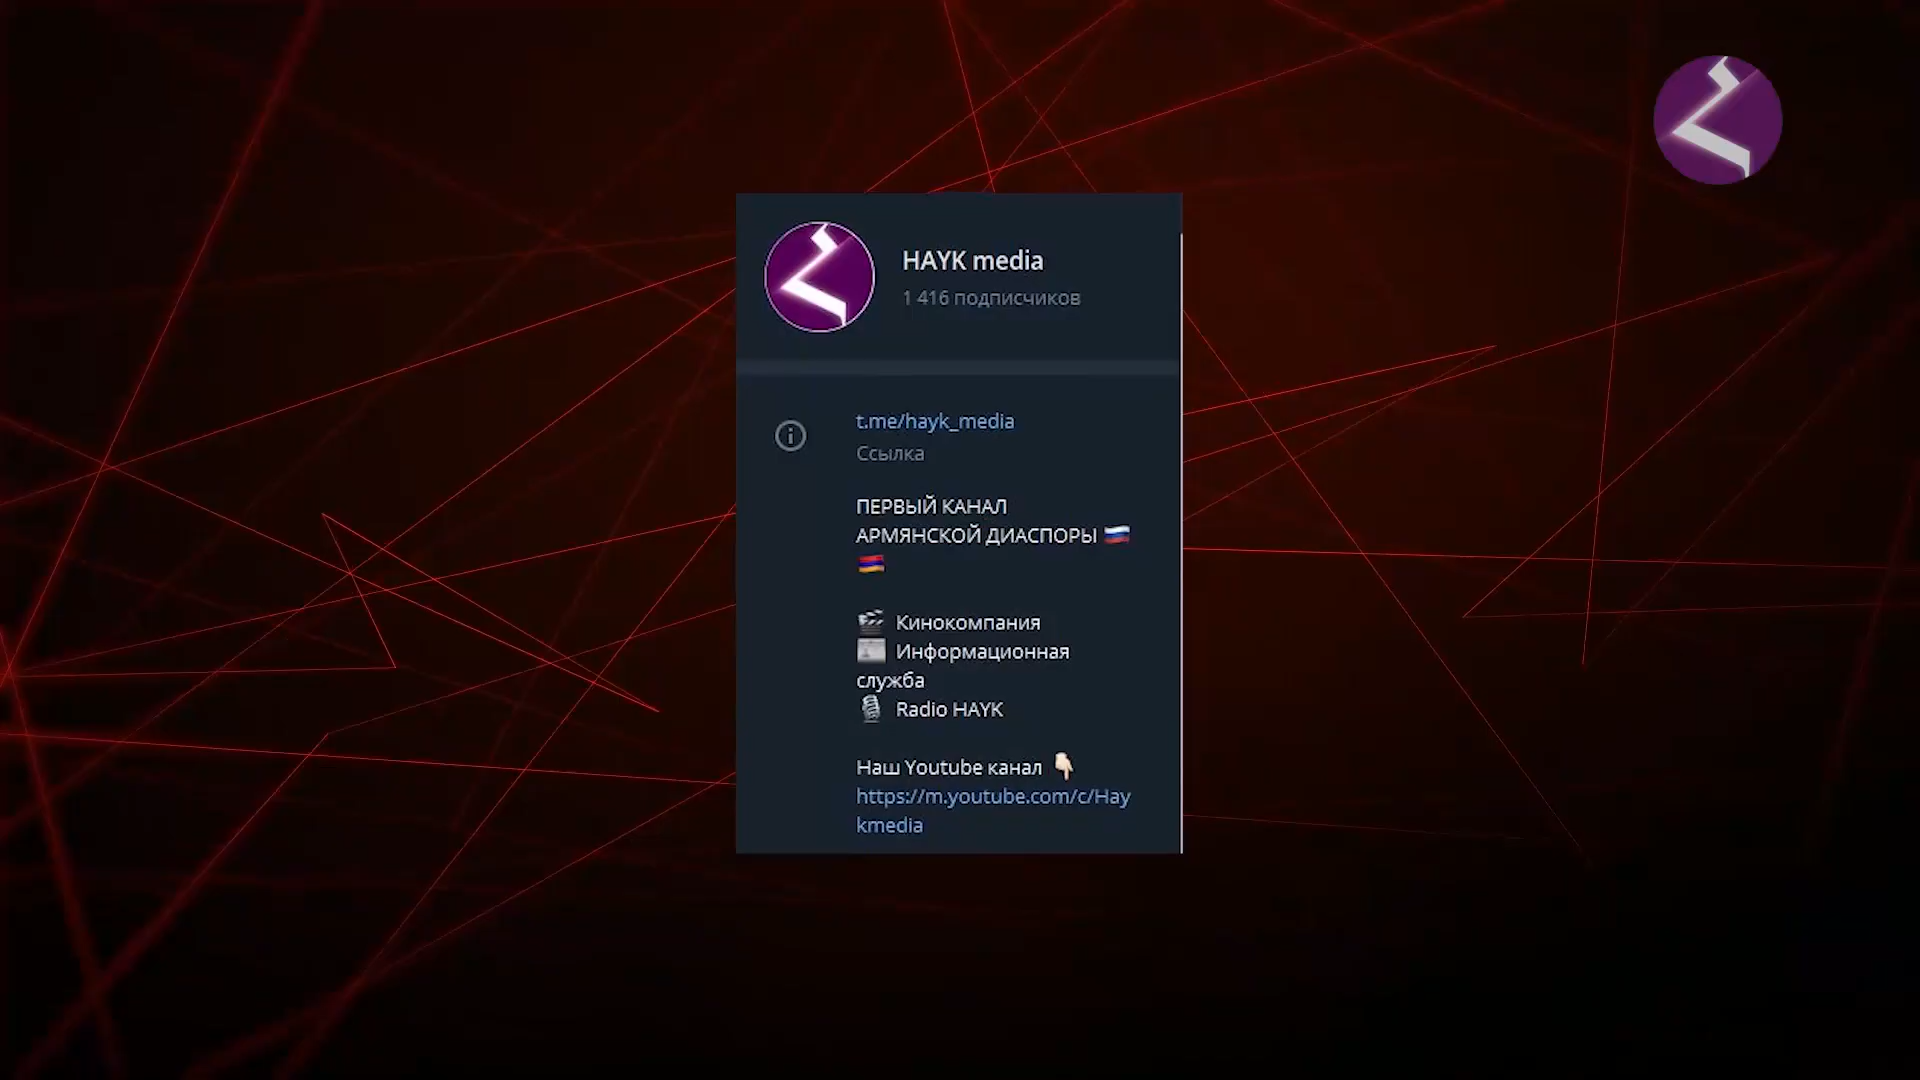 HAYK media
1 416 подписчиков
t.me/hayk_media
Ссылка
ПЕРВЫЙ КАНАЛ
АРМЯНСКОЙ ДИАСПОРЫ 🇷🇺
🇦🇲
🎬 Кинокомпания
📰 Информационная
служба
🎙 Radio HAYK
Наш Youtube канал 👇🏻
https://m.youtube.com/c/Hay
kmedia